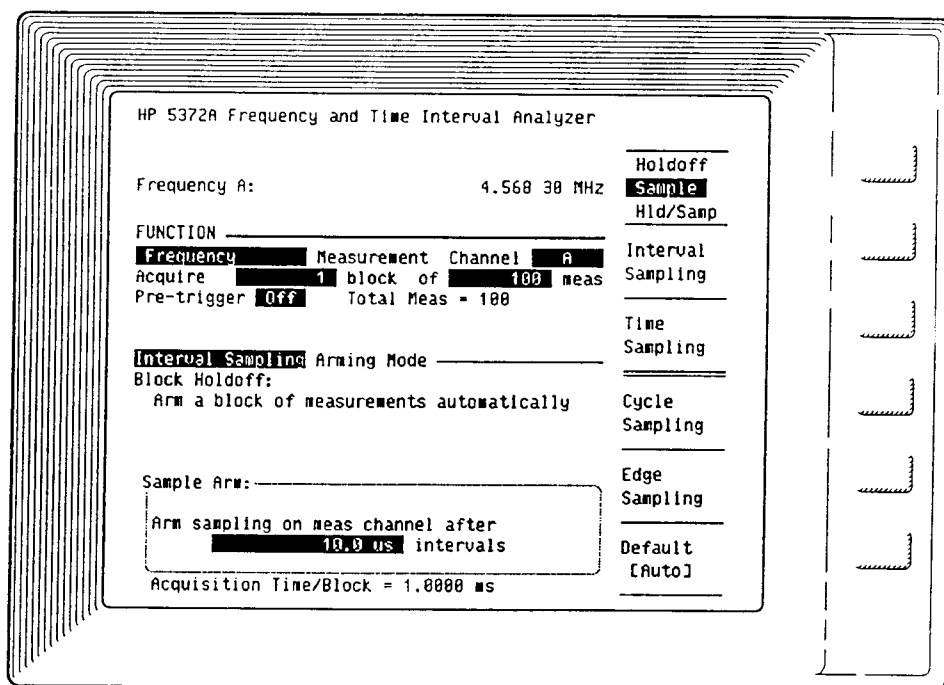 HP 5372A Frequency and Time Interval Analyzer
Frequency A: 4.568 30 MHz
FUNCTION
Frequency Measurement Channel A
Acquire 1 block of 100 meas
Pre-trigger Off Total Meas = 100
Interval Sampling Arming Mode
Block Holdoff:
Arm a block of measurements automatically
Sample Arm:
Arm sampling on meas channel after
10.0 us intervals
Acquisition Time/Block = 1.0000 ms
Holdoff
Sample
Hld/Samp
Interval
Sampling
Time
Sampling
Cycle
Sampling
Edge
Sampling
Default
[Auto]